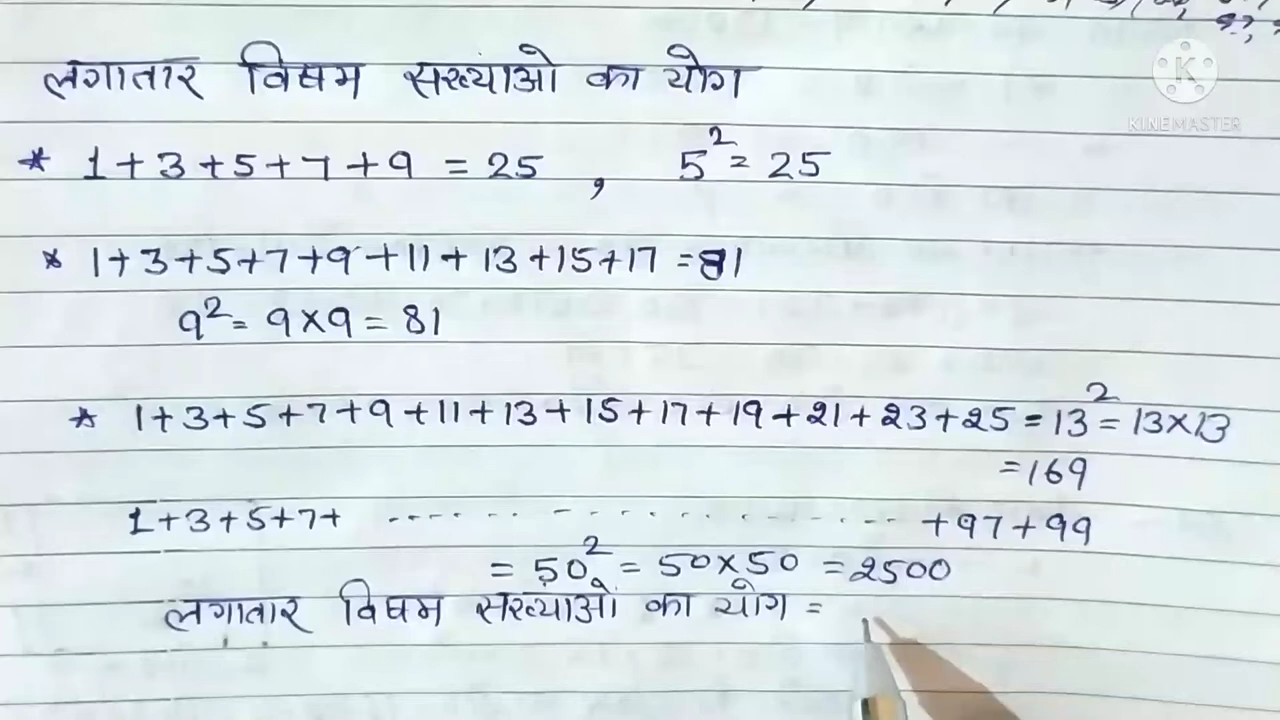 लगातार विषम सख्याओ का योग
KINEMASTER
* 1+3+5+7+9 = 25 , 5² = 25
* 1+3+5+7+9+11+13+15+17 = 81
9² = 9×9 = 81
* 1+3+5+7+9+11+13+15+17+19+21+23+25 = 13² = 13×13
= 169
1+3+5+7+ .................... +97+99
= 50² = 50×50 = 2500
लगातार विषम सख्याओ का योग =